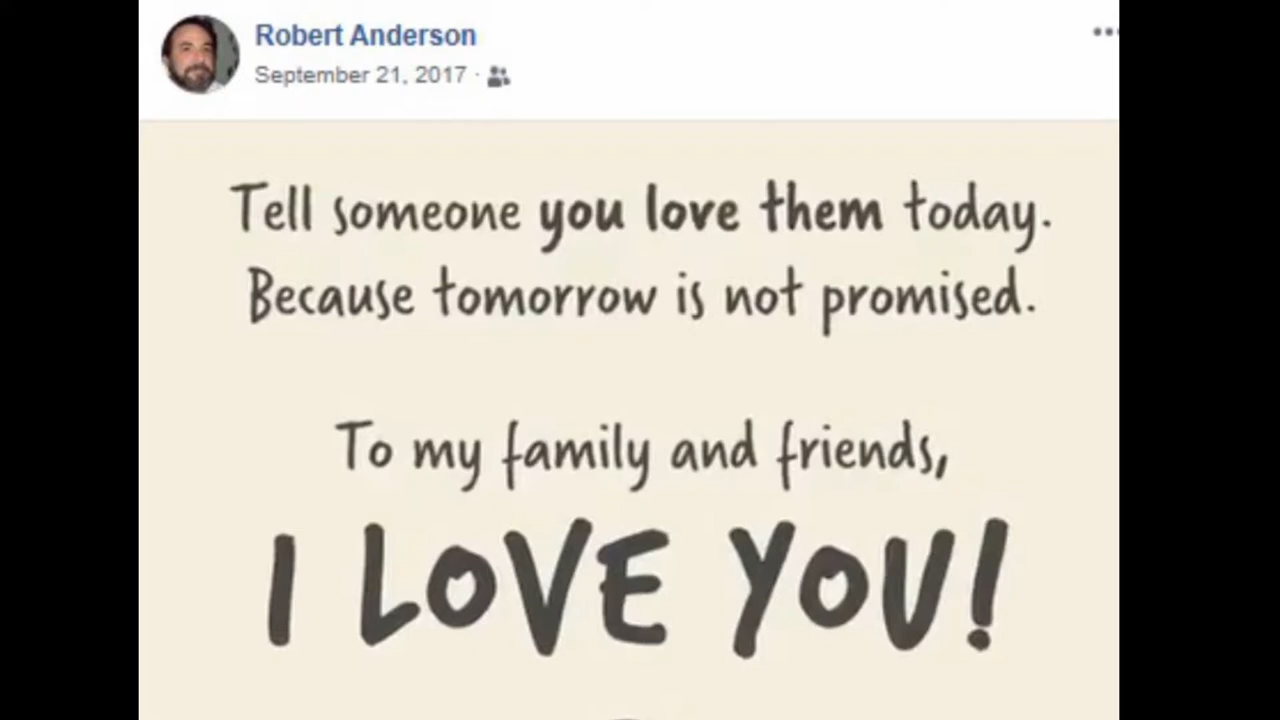 Robert Anderson
September 21, 2017 ·
Tell someone you love them today.
Because tomorrow is not promised.
To my family and friends,
I LOVE YOU!